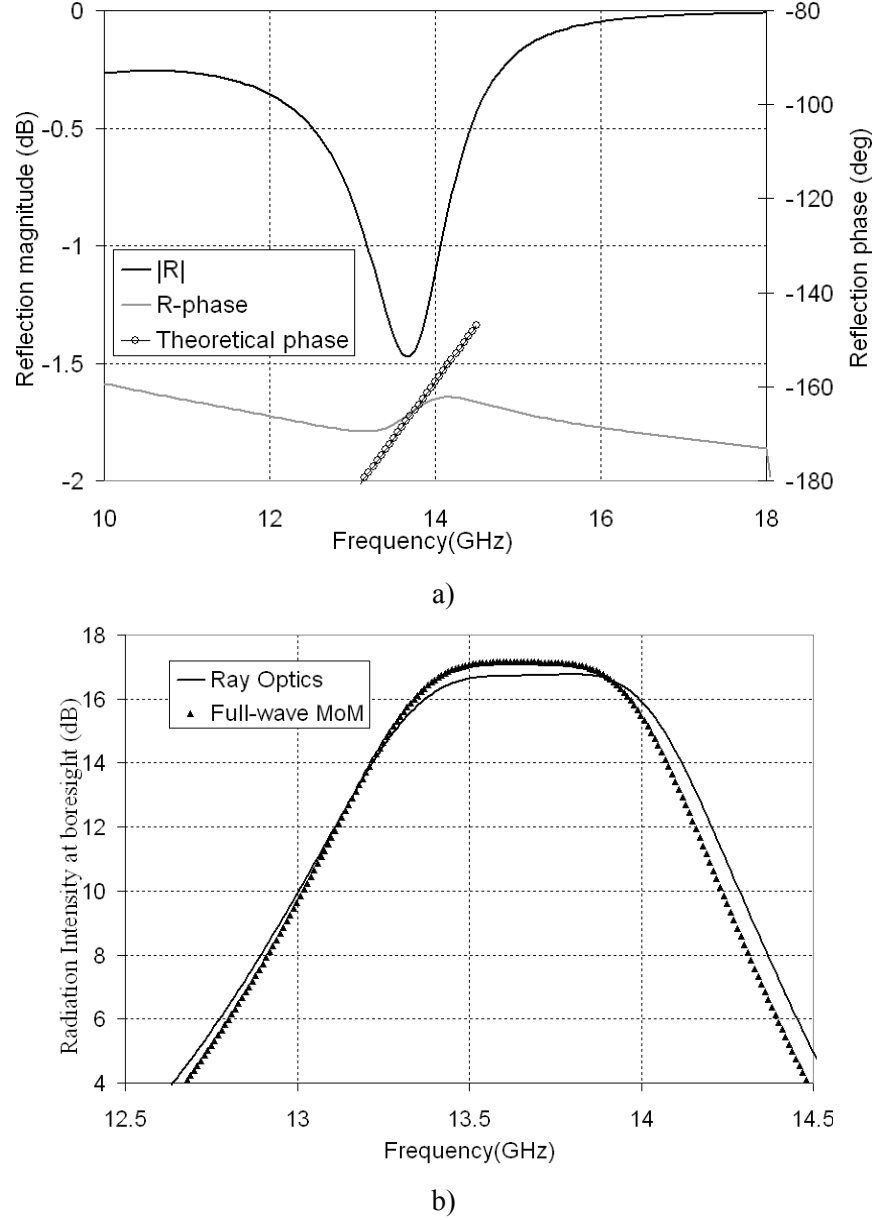 0
-0.5
-1
-1.5
-2
Reflection magnitude (dB)
|R|
R-phase
Theoretical phase
10
12
14
16
18
Frequency(GHz)
-80
-100
-120
-140
-160
-180
Reflection phase (deg)
a)
18
16
14
12
10
8
6
4
Radiation Intensity at boresight (dB)
Ray Optics
Full-wave MoM
12.5
13
13.5
14
14.5
Frequency(GHz)
b)